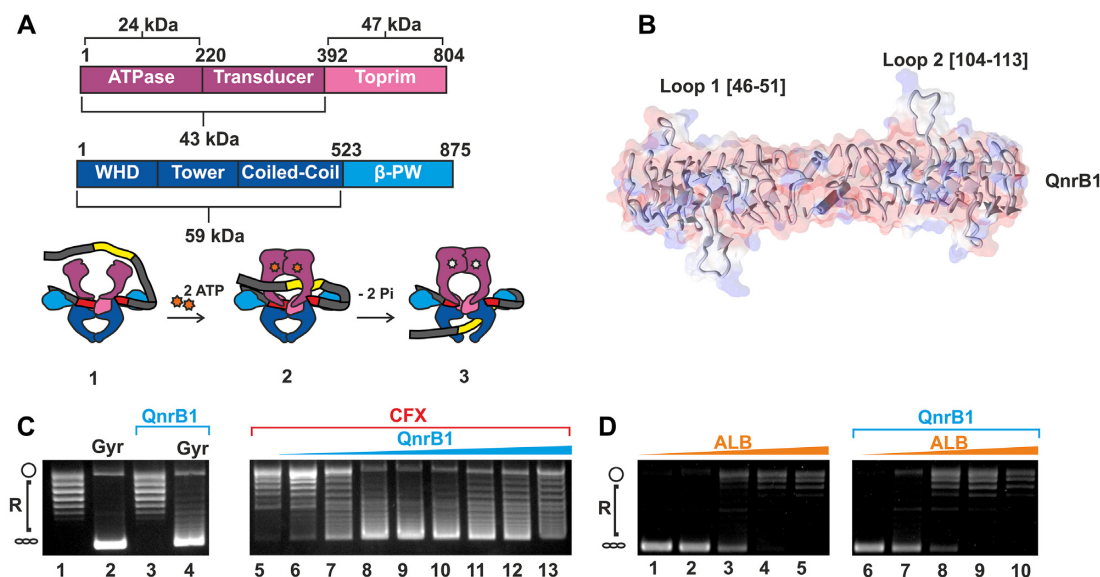 A
24 kDa
47 kDa
1
220
392
804
ATPase
Transducer
Toprim
43 kDa
1
523
875
WHD
Tower
Coiled-Coil
β-PW
59 kDa
2 ATP
- 2 Pi
1
2
3
B
Loop 1 [46-51]
Loop 2 [104-113]
QnrB1
C
QnrB1
Gyr
Gyr
R
1 2 3 4
CFX
QnrB1
5 6 7 8 9 10 11 12 13
D
ALB
R
1 2 3 4 5
QnrB1
ALB
6 7 8 9 10